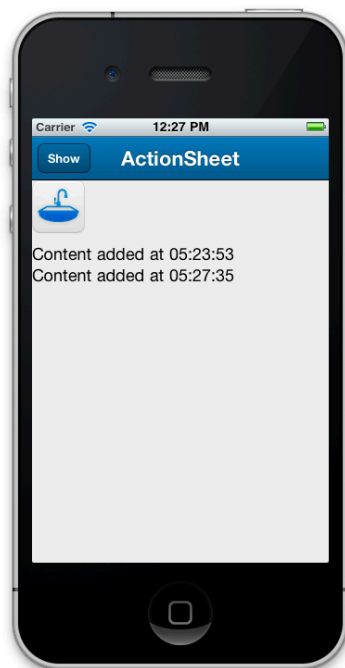 Carrier 12:27 PM
Show ActionSheet
Content added at 05:23:53
Content added at 05:27:35